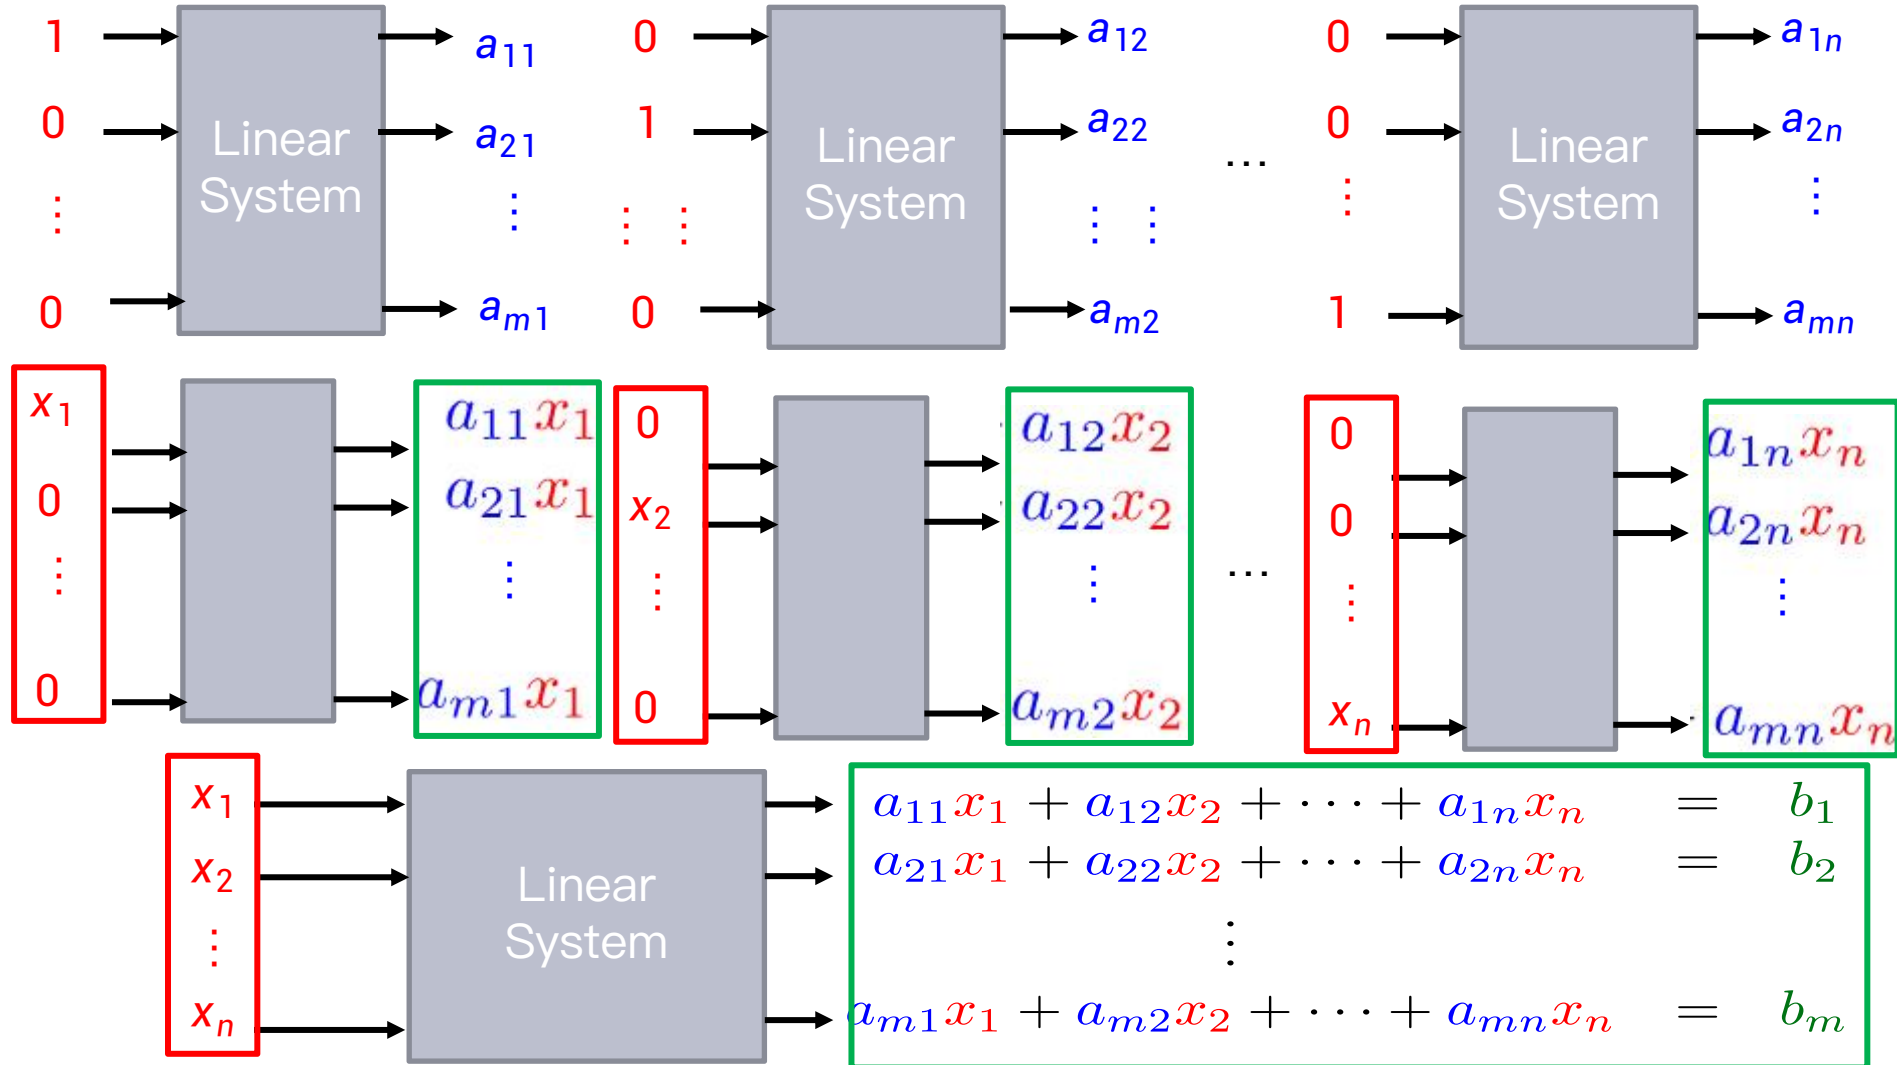 1 Linear System a₁₁ 0 Linear System a₁₂ 0 Linear System a₁ₙ
0 a₂₁ 1 a₂₂ … 0 a₂ₙ
⋮ ⋮ ⋮ ⋮ ⋮ ⋮ ⋮ ⋮
0 aₘ₁ 0 aₘ₂ 1 aₘₙ
x₁ a₁₁x₁ 0 a₁₂x₂ 0 a₁ₙxₙ
0 a₂₁x₁ x₂ a₂₂x₂ … 0 a₂ₙxₙ
⋮ ⋮ ⋮ ⋮ ⋮ ⋮
0 aₘ₁x₁ 0 aₘ₂x₂ xₙ aₘₙxₙ
x₁ a₁₁x₁ + a₁₂x₂ + ⋯ + a₁ₙxₙ = b₁
x₂ Linear System a₂₁x₁ + a₂₂x₂ + ⋯ + a₂ₙxₙ = b₂
⋮ ⋮
xₙ aₘ₁x₁ + aₘ₂x₂ + ⋯ + aₘₙxₙ = bₘ